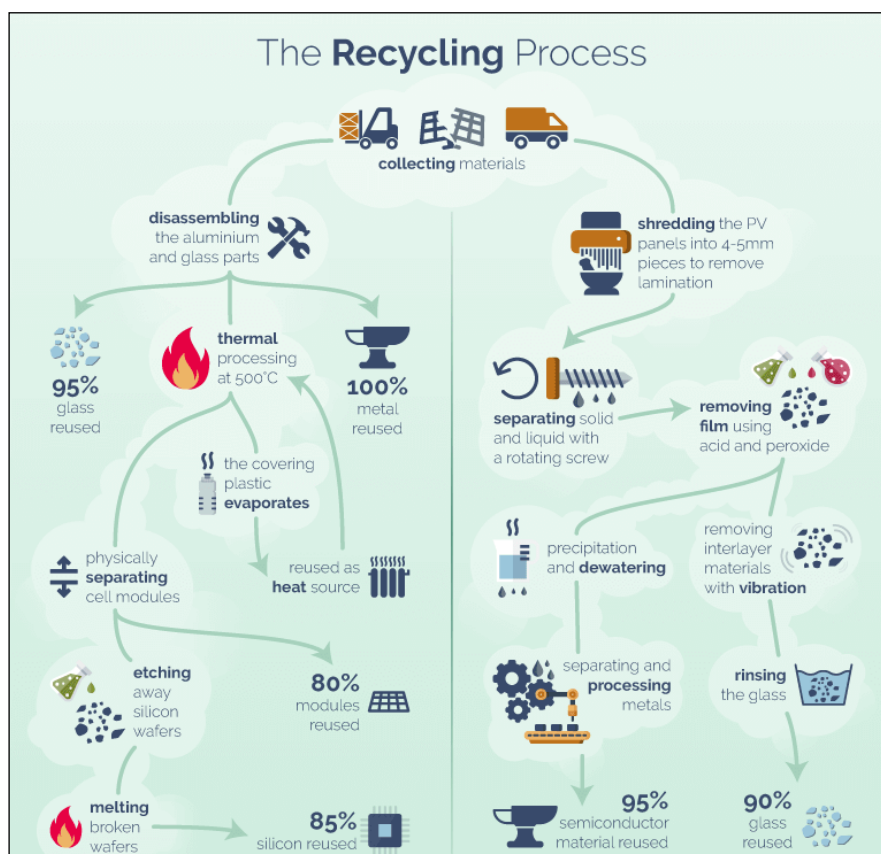 The Recycling Process
collecting materials
disassembling
the aluminium
and glass parts
95%
glass
reused
thermal
processing
at 500°C
100%
metal
reused
the covering
plastic
evaporates
reused as
heat source
physically
separating
cell modules
80%
modules
reused
etching
away
silicon
wafers
melting
broken
wafers
85%
silicon reused
shredding the PV
panels into 4-5mm
pieces to remove
lamination
separating solid
and liquid with
a rotating screw
removing
film using
acid and peroxide
precipitation
and dewatering
separating and
processing
metals
95%
semiconductor
material reused
removing
interlayer
materials
with vibration
rinsing
the glass
90%
glass
reused